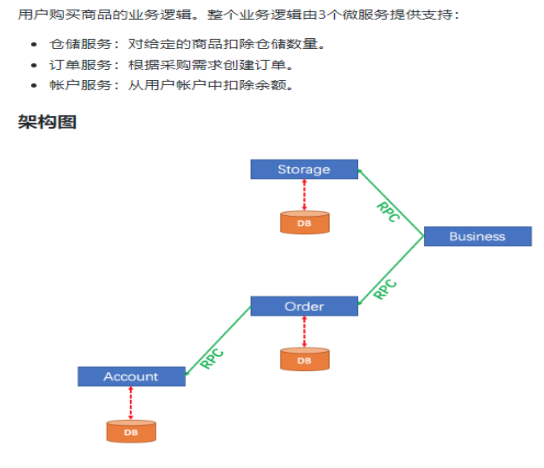 用户购买商品的业务逻辑。整个业务逻辑由3个微服务提供支持：
仓储服务：对给定的商品扣除仓储数量。
订单服务：根据采购需求创建订单。
帐户服务：从用户帐户中扣除余额。
架构图
Storage
RPC
DB
Business
RPC
Order
RPC
DB
Account
DB